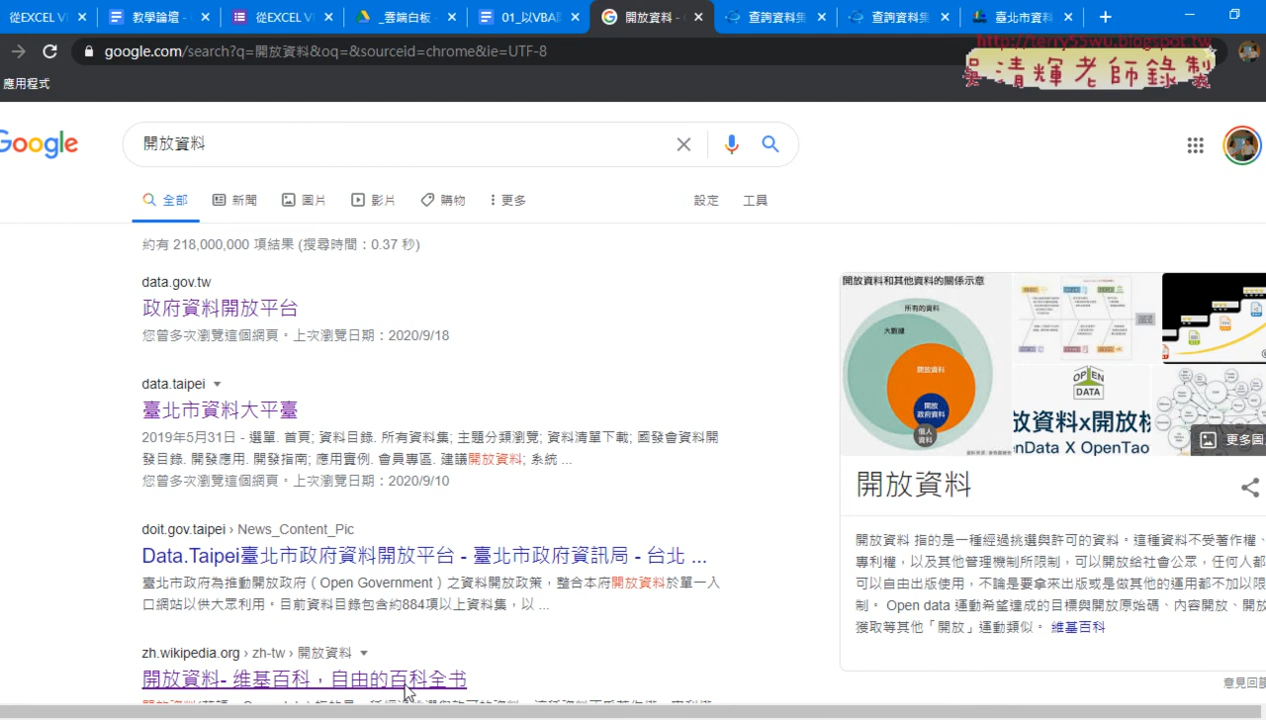 從EXCEL V
教學論壇 -
從EXCEL V
_雲端白板 -
01_以VBA
開放資料 -
查詢資料集
查詢資料集
臺北市資料
google.com/search?q=開放資料&oq=&sourceid=chrome&ie=UTF-8
http://terry55wu.blogspot.tw
吳清輝老師錄製
應用程式
Google
開放資料
全部
新聞
圖片
影片
購物
更多
設定
工具
約有 218,000,000 項結果 (搜尋時間：0.37 秒)
data.gov.tw
政府資料開放平台
您曾多次瀏覽這個網頁。上次瀏覽日期：2020/9/18
data.taipei
臺北市資料大平臺
2019年5月31日 - 選單. 首頁; 資料目錄. 所有資料集; 主題分類瀏覽; 資料清單下載; 國發會資料開
發目錄. 開發應用. 開發指南; 應用實例. 會員專區. 建議開放資料; 系統 ...
您曾多次瀏覽這個網頁。上次瀏覽日期：2020/9/10
doit.gov.taipei › News_Content_Pic
Data.Taipei臺北市政府資料開放平台 - 臺北市政府資訊局 - 台北 ...
臺北市政府為推動開放政府（Open Government）之資料開放政策，整合本府開放資料於單一入
口網站以供大眾利用。目前資料目錄包含約884項以上資料集，以 ...
zh.wikipedia.org › zh-tw › 開放資料
開放資料- 维基百科，自由的百科全书
開放資料和其他資料的關係示意
所有的資料
大數據
開放資料
開放
政府資料
個人
資料
OPEN
DATA
放資料x開放
nData X OpenTao
更多圖
開放資料
開放資料 指的是一種經過挑選與許可的資料。這種資料不受著作權、
專利權，以及其他管理機制所限制，可以開放給社會公眾，任何人都
可以自由出版使用，不論是要拿來出版或是做其他的運用都不加以限
制。 Open data 運動希望達成的目標與開放原始碼、內容開放、開放
獲取等其他「開放」運動類似。 維基百科
意見回